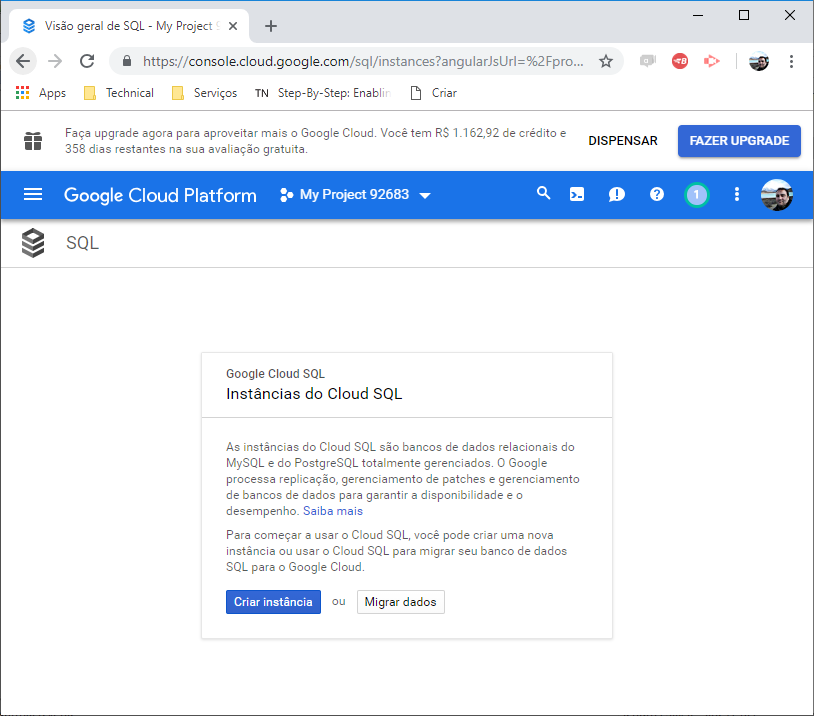 Visão geral de SQL - My Project 9
https://console.cloud.google.com/sql/instances?angularJsUrl=%2Fpro...
Apps
Technical
Serviços
TN Step-By-Step: Enablin
Criar
Faça upgrade agora para aproveitar mais o Google Cloud. Você tem R$ 1.162,92 de crédito e
358 dias restantes na sua avaliação gratuita.
DISPENSAR
FAZER UPGRADE
Google Cloud Platform
My Project 92683
1
SQL
Google Cloud SQL
Instâncias do Cloud SQL
As instâncias do Cloud SQL são bancos de dados relacionais do
MySQL e do PostgreSQL totalmente gerenciados. O Google
processa replicação, gerenciamento de patches e gerenciamento
de bancos de dados para garantir a disponibilidade e o
desempenho. Saiba mais
Para começar a usar o Cloud SQL, você pode criar uma nova
instância ou usar o Cloud SQL para migrar seu banco de dados
SQL para o Google Cloud.
Criar instância ou Migrar dados